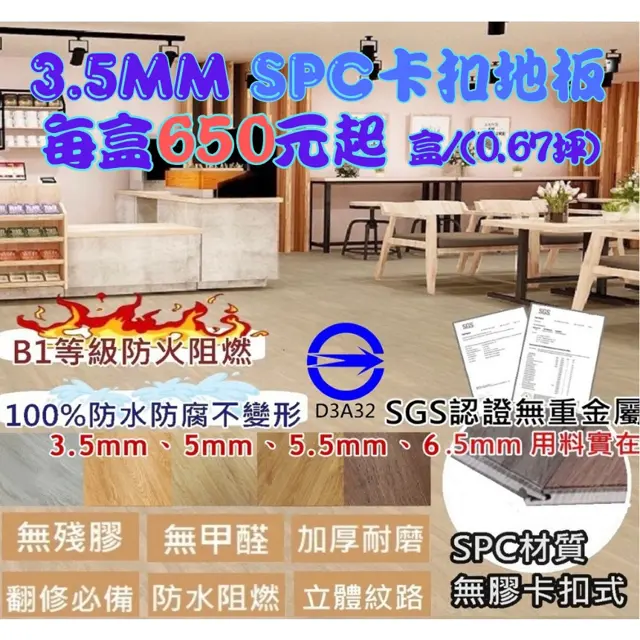 3.5MM SPC卡扣地板
每盒650元起 盒/(0.67坪)
B1等級防火阻燃
100%防水防腐不變形
D3A32
SGS
SGS
SGS認證無重金屬
3.5mm、5mm、5.5mm、6.5mm 用料實在
無殘膠
無甲醛
加厚耐磨
翻修必備
防水阻燃
立體紋路
SPC材質
無膠卡扣式